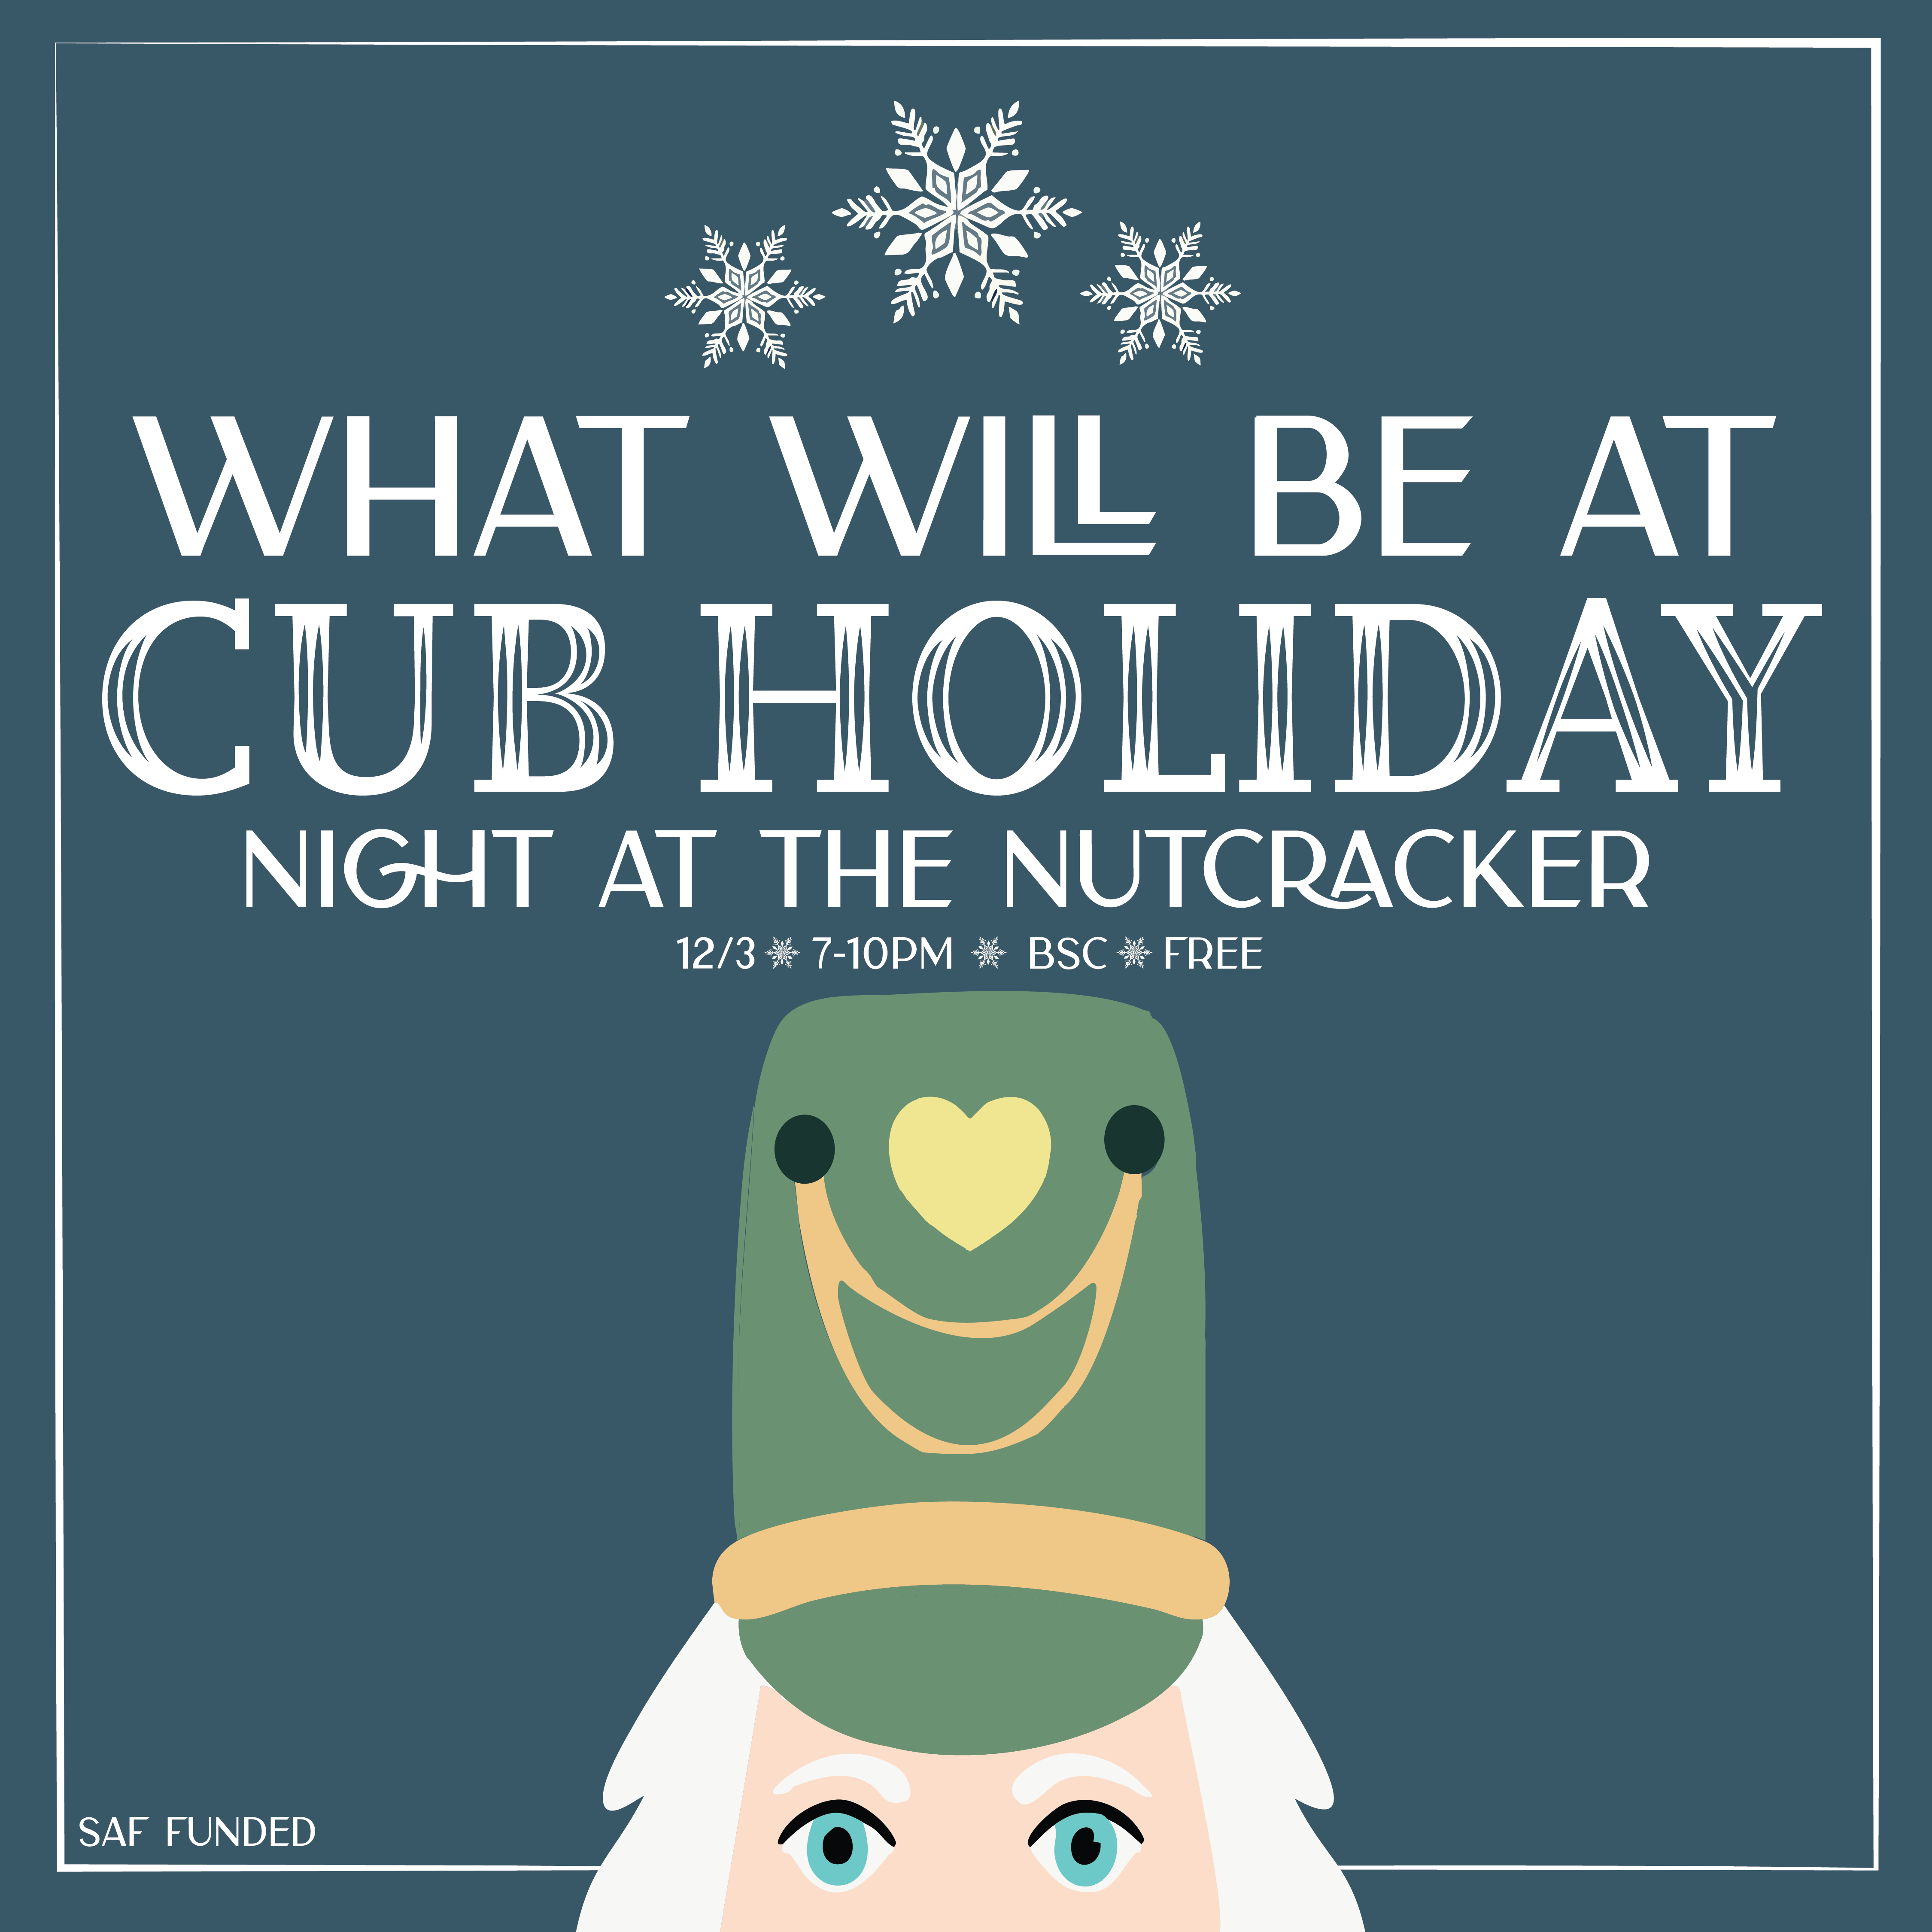 WHAT WILL BE AT
CUB HOLIDAY
NIGHT AT THE NUTCRACKER
12/3 7-10PM BSC FREE
SAF FUNDED